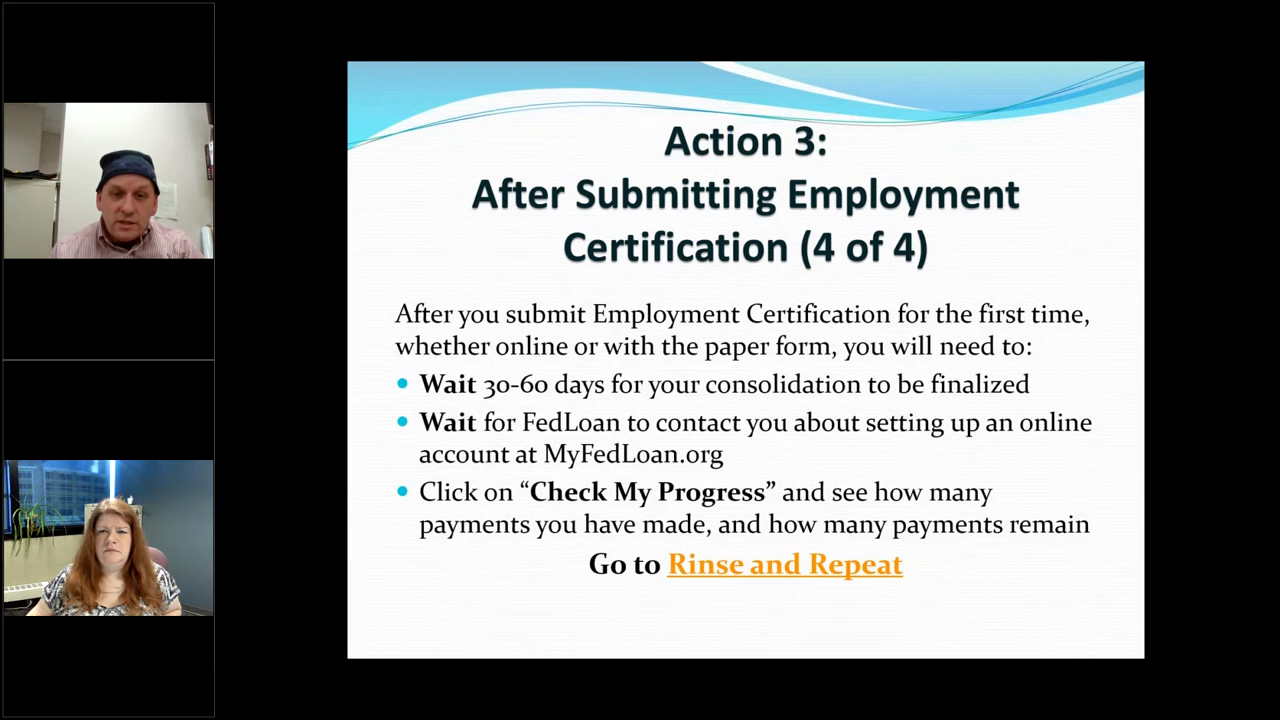 Action 3:
After Submitting Employment
Certification (4 of 4)
After you submit Employment Certification for the first time,
whether online or with the paper form, you will need to:
• Wait 30-60 days for your consolidation to be finalized
• Wait for FedLoan to contact you about setting up an online
account at MyFedLoan.org
• Click on “Check My Progress” and see how many
payments you have made, and how many payments remain
Go to Rinse and Repeat